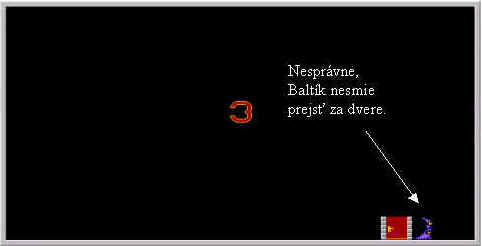 Nesprávne,
Baltík nesmie
prejsť za dvere.
3